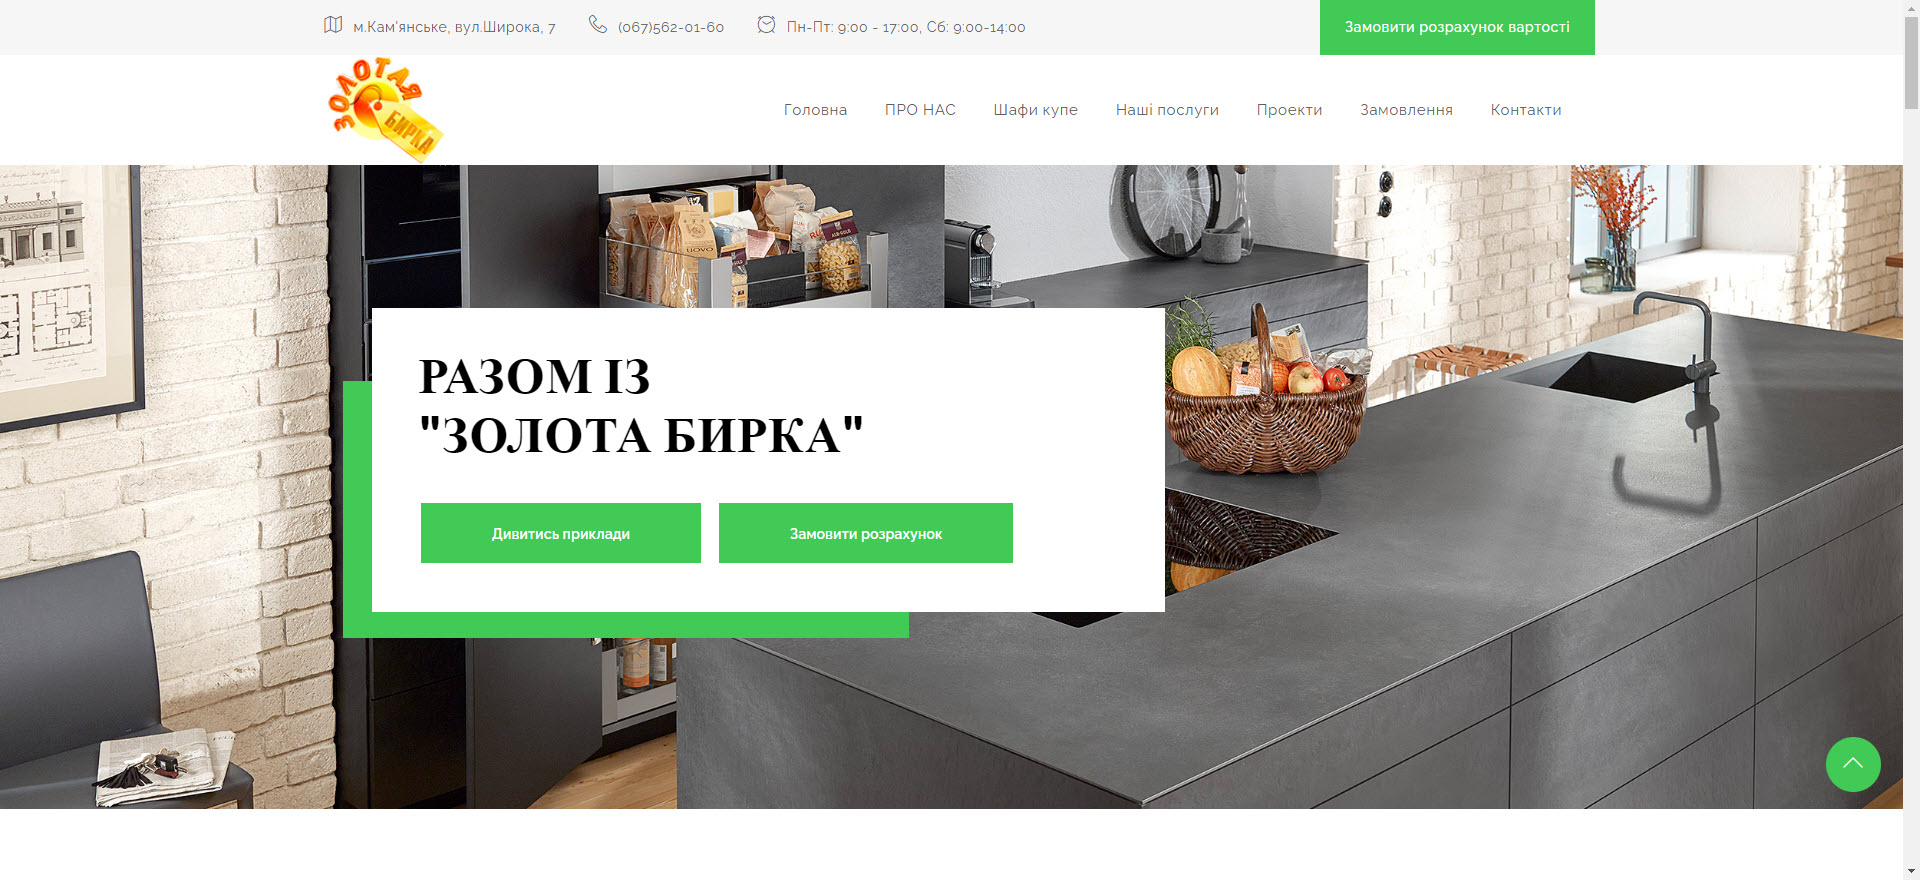 м.Кам'янське, вул.Широка, 7
(067)562-01-60
Пн-Пт: 9:00 - 17:00, Сб: 9:00-14:00
Замовити розрахунок вартості
ЗОЛОТАЯ
БИРКА
Головна
ПРО НАС
Шафи купе
Наші послуги
Проекти
Замовлення
Контакти
РАЗОМ ІЗ
"ЗОЛОТА БИРКА"
Дивитись приклади
Замовити розрахунок